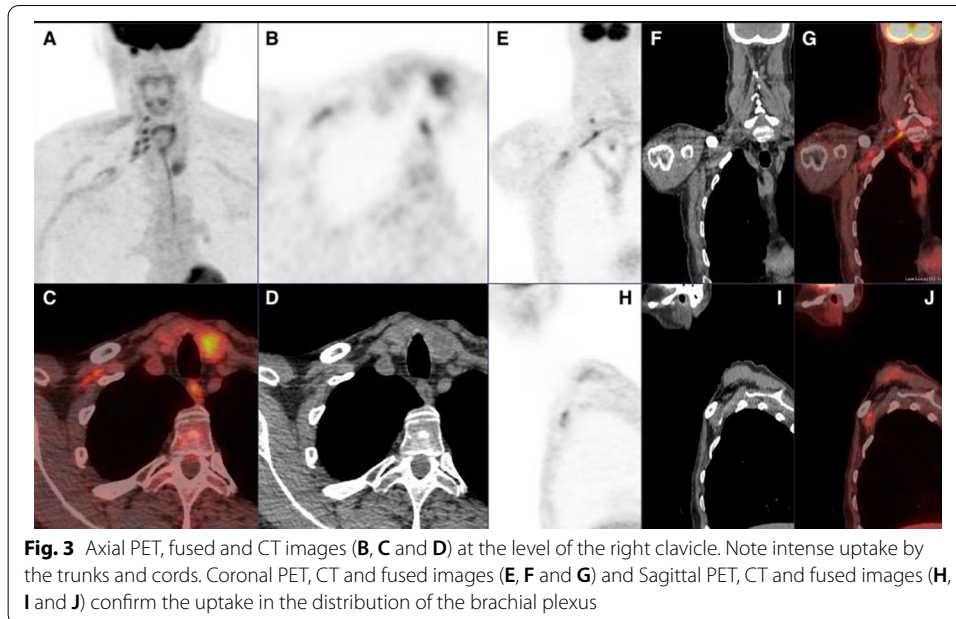 A
B
E
F
G
C
D
H
I
J
Fig. 3 Axial PET, fused and CT images (B, C and D) at the level of the right clavicle. Note intense uptake by
the trunks and cords. Coronal PET, CT and fused images (E, F and G) and Sagittal PET, CT and fused images (H,
I and J) confirm the uptake in the distribution of the brachial plexus